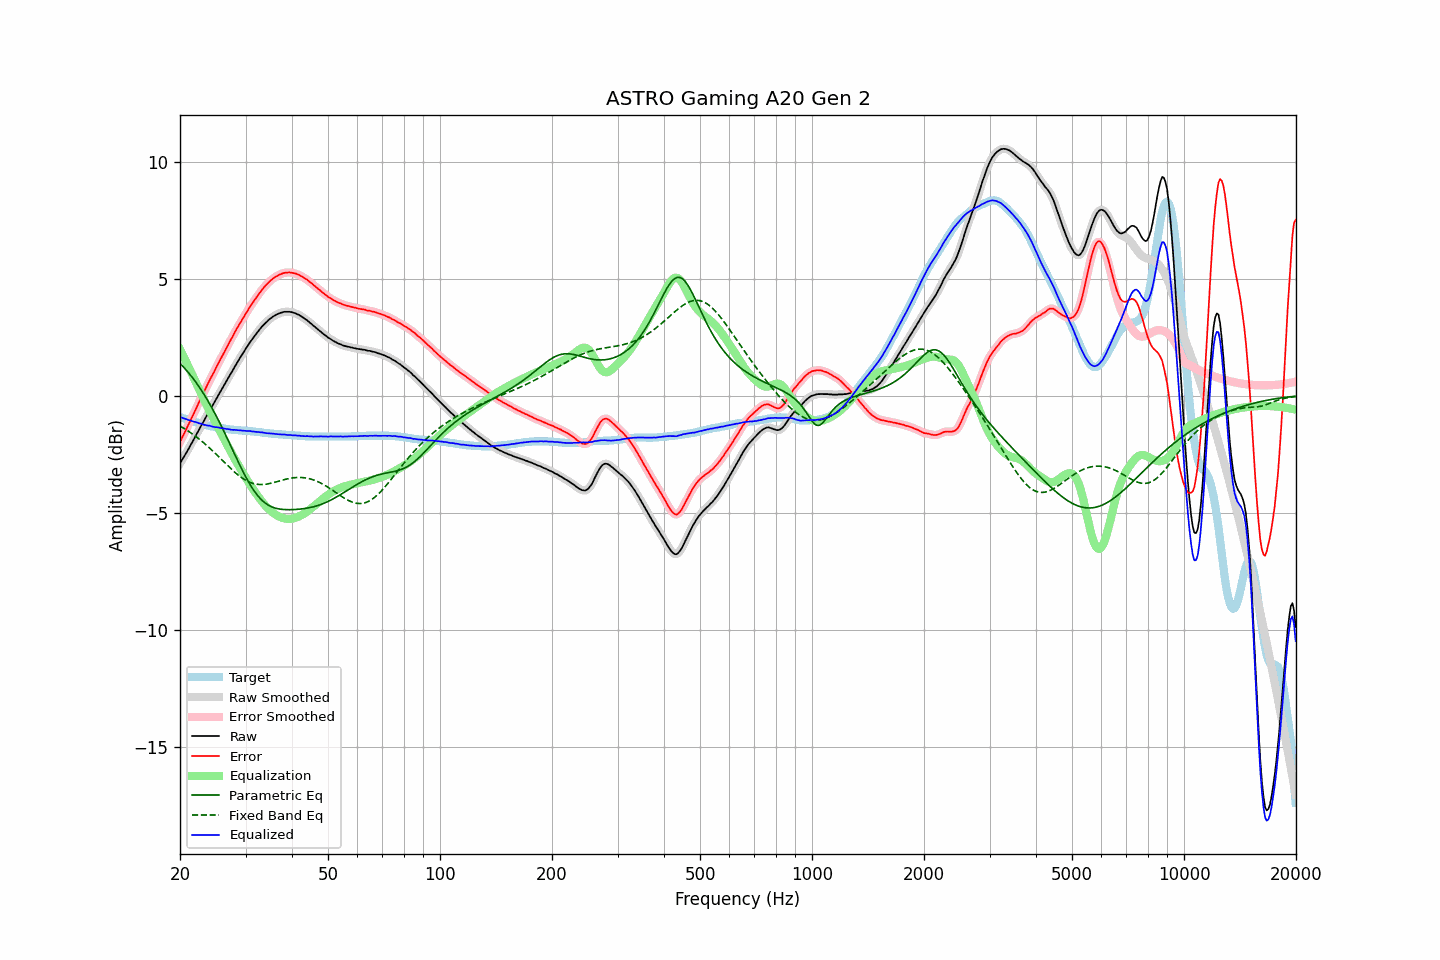 ASTRO Gaming A20 Gen 2
Amplitude (dBr)
10
5
0
−5
−10
−15
Target
Raw Smoothed
Error Smoothed
Raw
Error
Equalization
Parametric Eq
Fixed Band Eq
Equalized
20
50
100
200
500
1000
2000
5000
10000
20000
Frequency (Hz)